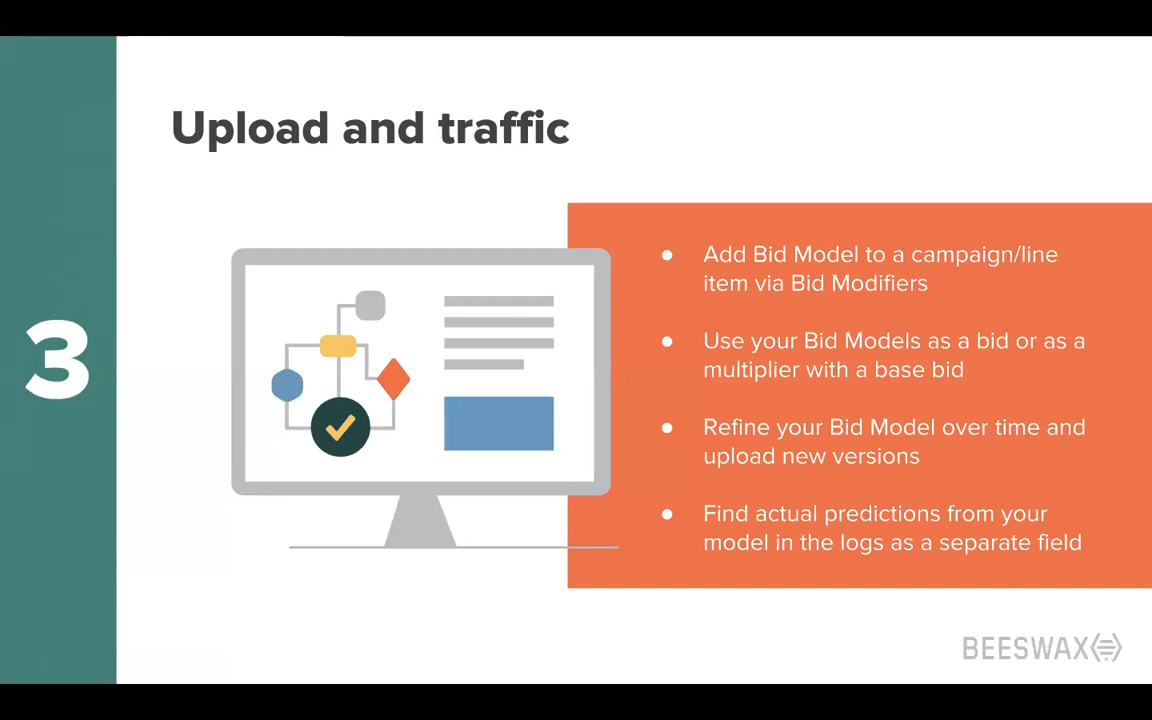 Upload and traffic
3
● Add Bid Model to a campaign/line
item via Bid Modifiers
● Use your Bid Models as a bid or as a
multiplier with a base bid
● Refine your Bid Model over time and
upload new versions
● Find actual predictions from your
model in the logs as a separate field
BEESWAX